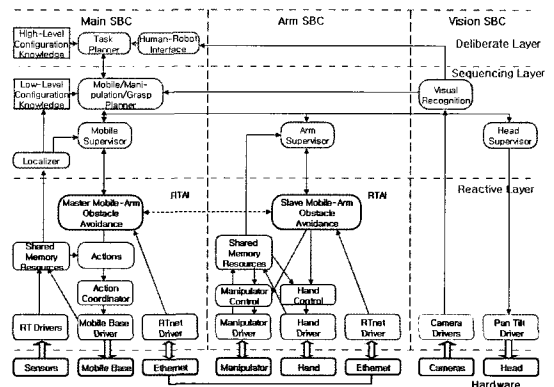 Main SBC
Arm SBC
Vision SBC
High-Level
Configuration
Knowledge
Task
Planner
Human-Robot
Interface
Deliberate Layer
Sequencing Layer
Low-Level
Configuration
Knowledge
Mobile/Mani-
pulation/Grasp
Planner
Visual
Recognition
Mobile
Supervisor
Arm
Supervisor
Head
Supervisor
Localizer
Reactive Layer
Master Mobile-Arm
Obstacle
Avoidance
RTAI
Slave Mobile-Arm
Obstacle
Avoidance
RTAI
Shared
Memory
Resources
Actions
Shared
Memory
Resources
Action
Coordinator
Manipulator
Control
Hand
Control
RT Drivers
Mobile Base
Driver
RTnet
Driver
Manipulator
Driver
Hand
Driver
RTnet
Driver
Camera
Drivers
Pan Tilt
Driver
Sensors
Mobile Base
Ethernet
Manipulator
Hand
Ethernet
Cameras
Head
Hardware